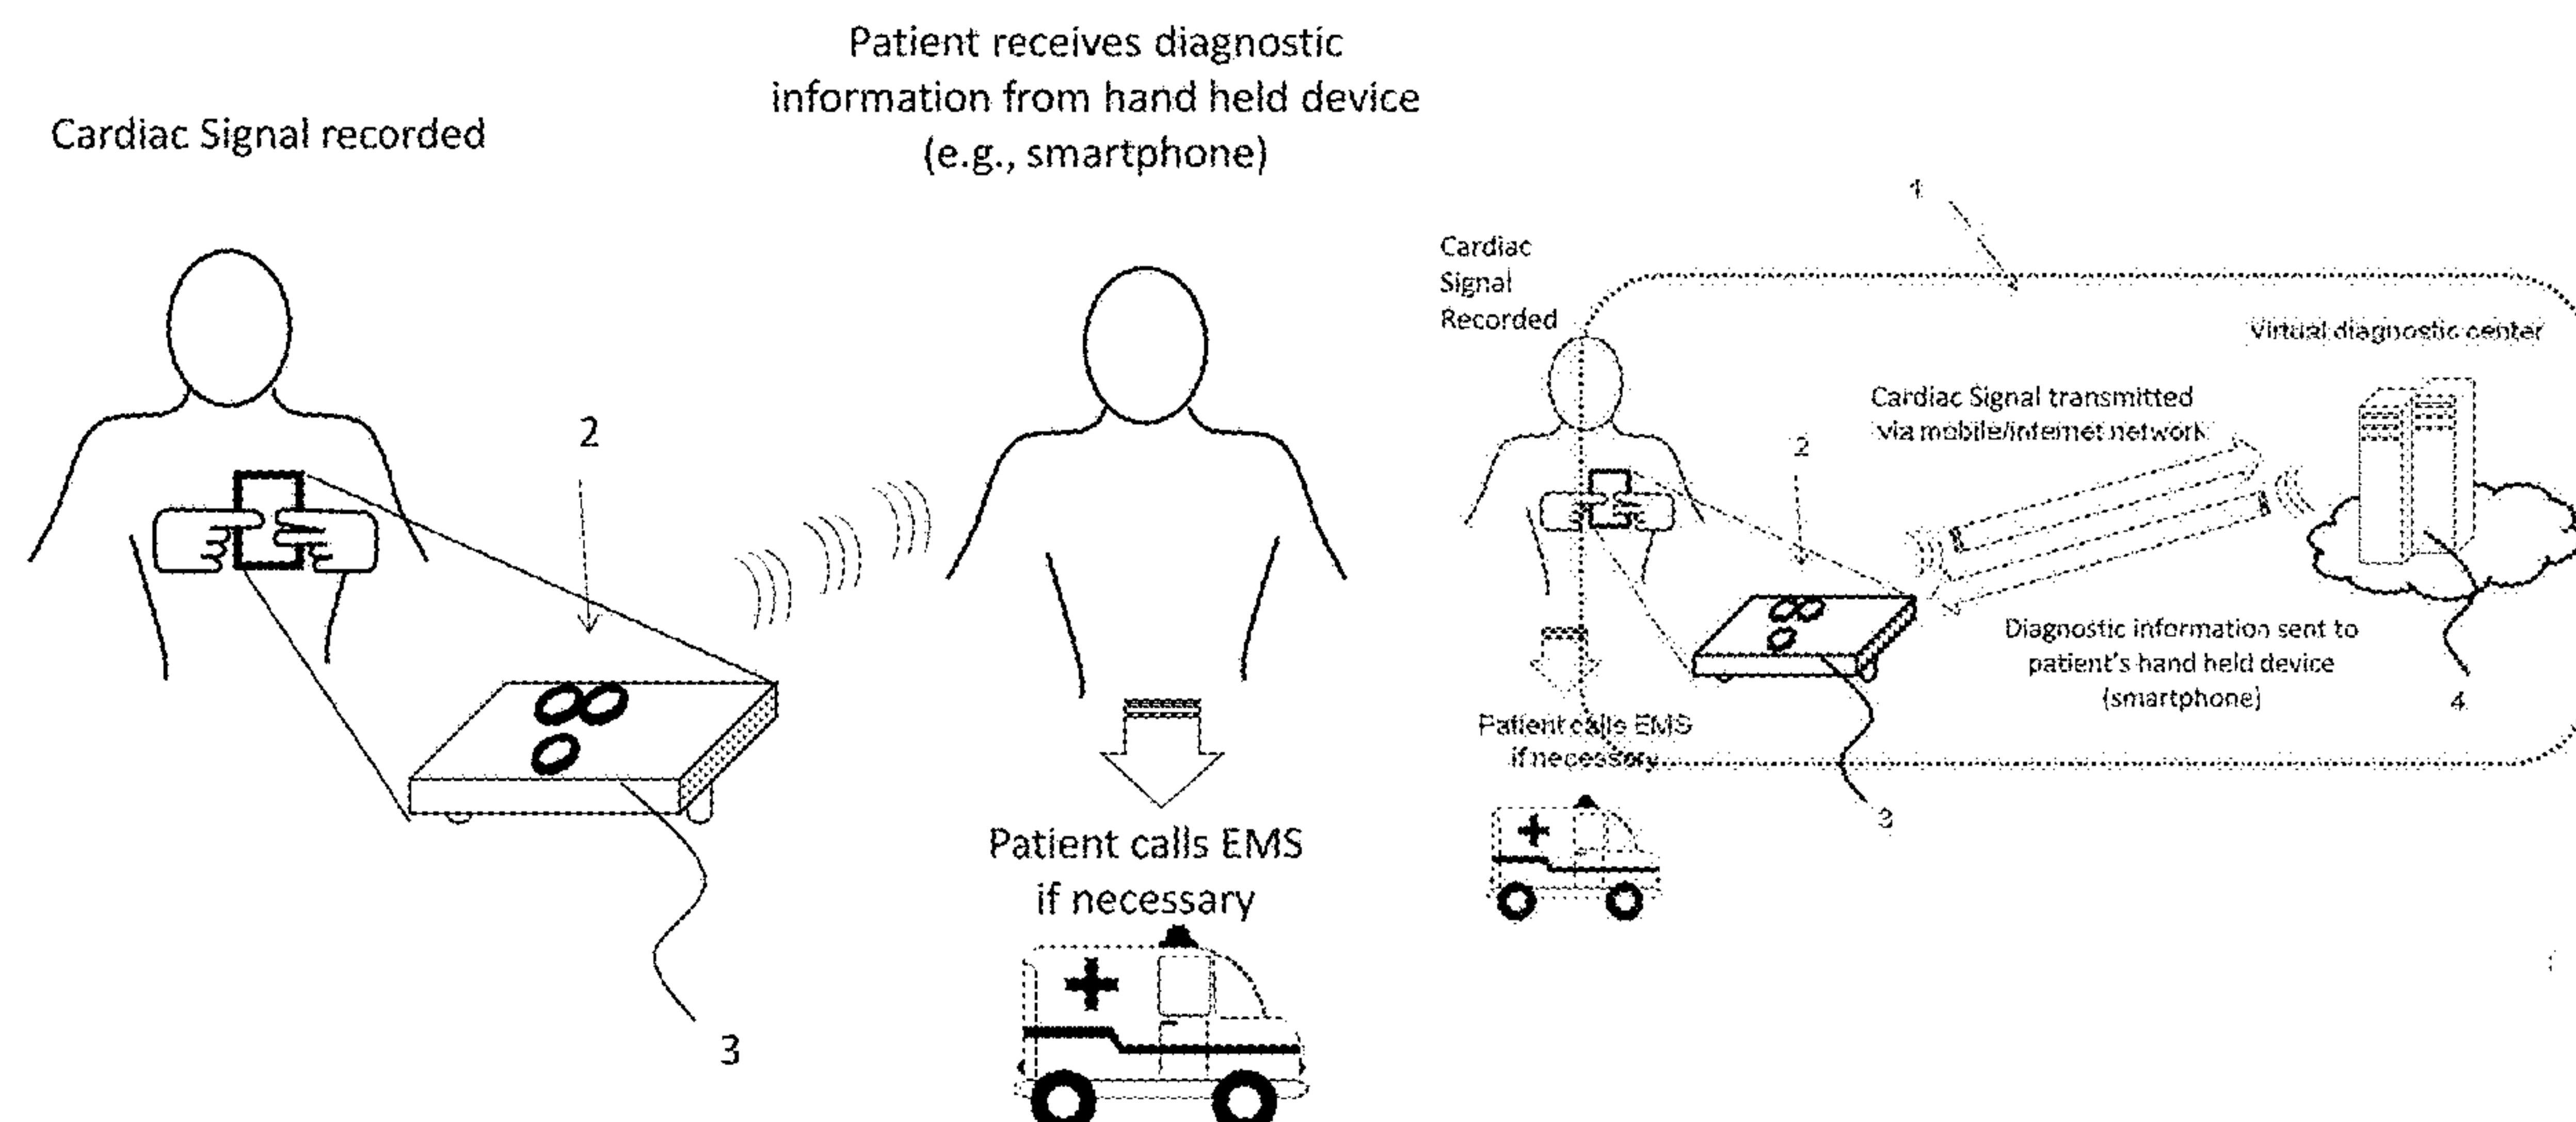 Patient receives diagnostic
information from hand held device
(e.g., smartphone)
Cardiac Signal recorded
2
3
Patient calls EMS
if necessary
1
Cardiac
Signal
Recorded
Virtual diagnostic center
Cardiac Signal transmitted
via mobile/internet network
2
Diagnostic information sent to
patient's hand held device
(smartphone)
4
Patient calls EMS
if necessary
3